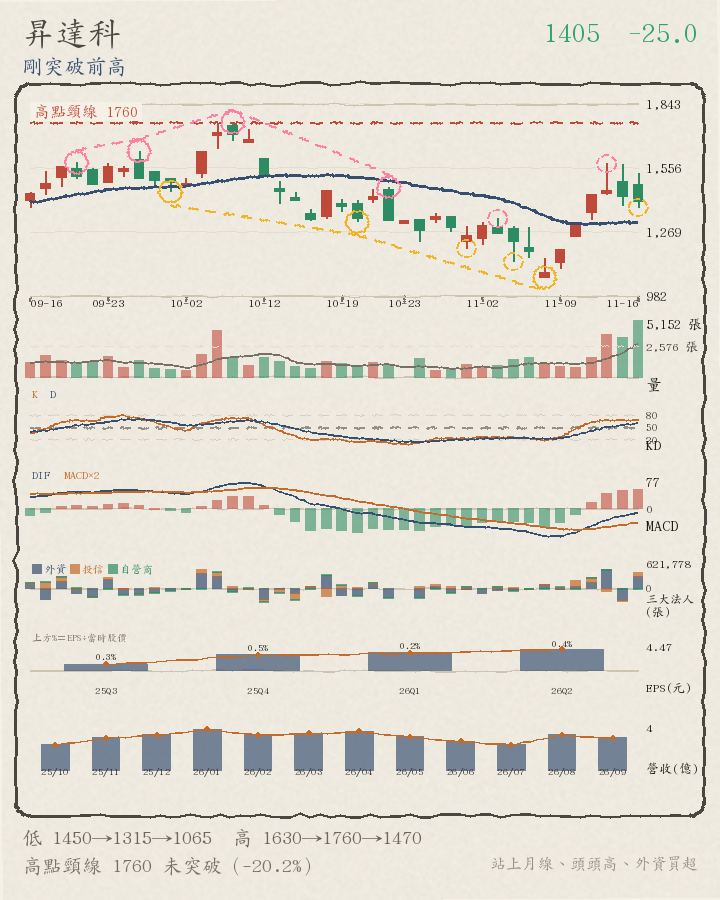 昇達科
1405 -25.0
剛突破前高
高點頸線 1760
1,843
1,556
1,269
982
09-16 09-23 10-02 10-12 10-19 10-23 11-02 11-09 11-16
5,152 張
2,576 張
量
K D
80
50
20
KD
DIF MACD×2
77
0
MACD
外資 投信 自營商
621,778
0
三大法人
(張)
上方%=EPS÷當時股價
0.3% 0.5% 0.2% 0.4%
4.47
25Q3 25Q4 26Q1 26Q2
EPS(元)
4
25/10 25/11 25/12 26/01 26/02 26/03 26/04 26/05 26/06 26/07 26/08 26/09
營收(億)
低 1450→1315→1065 高 1630→1760→1470
高點頸線 1760 未突破 (-20.2%)
站上月線、頭頭高、外資買超